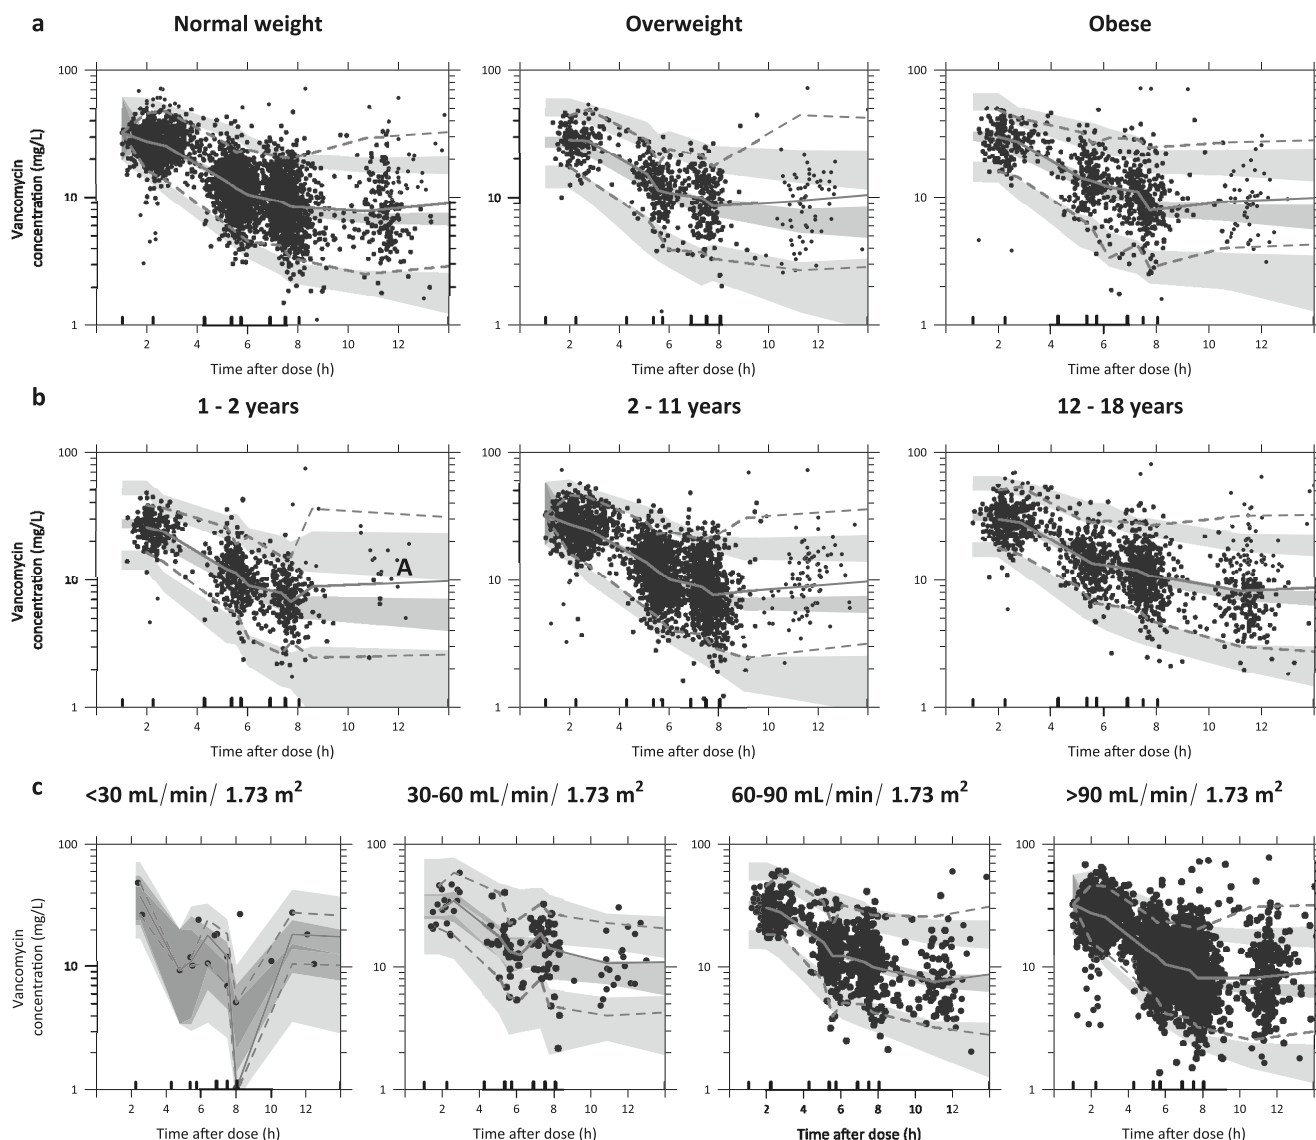 a
Normal weight Overweight Obese
100 100 100
Vancomycin
concentration (mg/L)
10 10 10
1 1 1
2 4 6 8 10 12 2 4 6 8 10 12 2 4 6 8 10 12
Time after dose (h) Time after dose (h) Time after dose (h)
b
1 - 2 years 2 - 11 years 12 - 18 years
100 100 100
Vancomycin
concentration (mg/L)
A
10 10 10
1 1 1
2 4 6 8 10 12 2 4 6 8 10 12 2 4 6 8 10 12
Time after dose (h) Time after dose (h) Time after dose (h)
c
<30 mL/min/ 1.73 m² 30-60 mL/min/ 1.73 m² 60-90 mL/min/ 1.73 m² >90 mL/min/ 1.73 m²
100 100 100 100
Vancomycin
concentration (mg/L)
10 10 10 10
1 1 1 1
2 4 6 8 10 12 2 4 6 8 10 12 2 4 6 8 10 12 2 4 6 8 10 12
Time after dose (h) Time after dose (h) Time after dose (h) Time after dose (h)